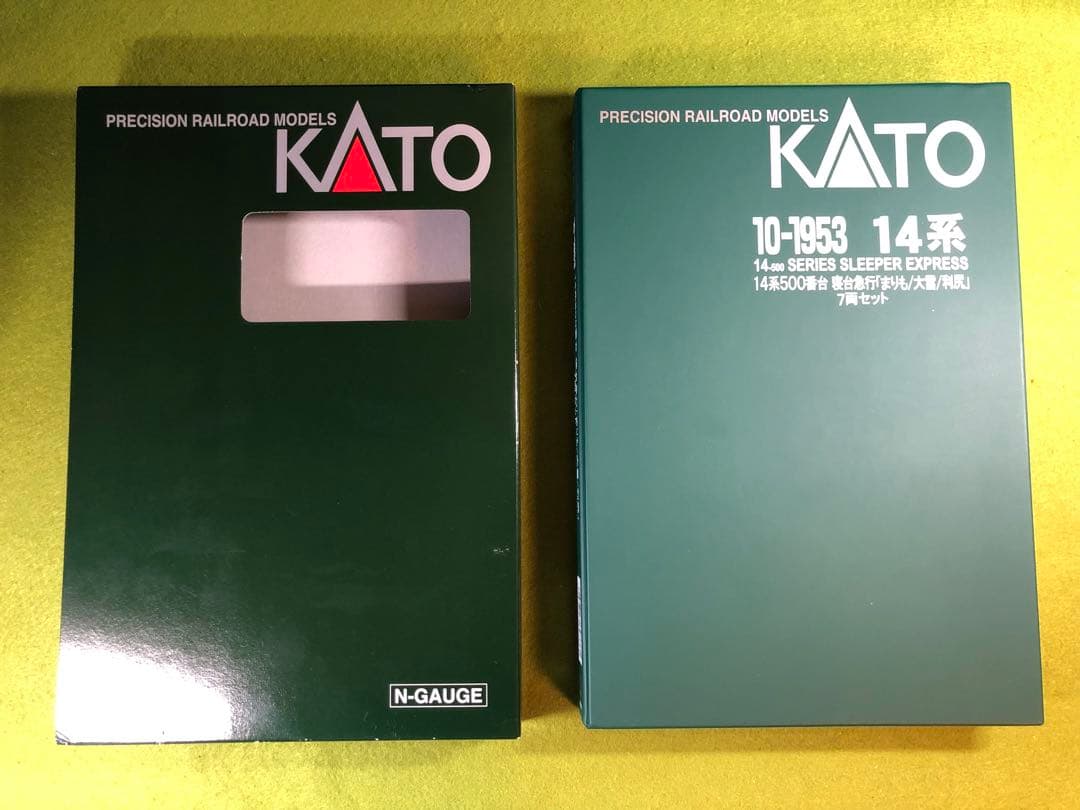 PRECISION RAILROAD MODELS
KATO
N-GAUGE
PRECISION RAILROAD MODELS
KATO
10-1953 14系
14-500 SERIES SLEEPER EXPRESS
14系500番台 寝台急行「まりも/大雪/利尻」
7両セット